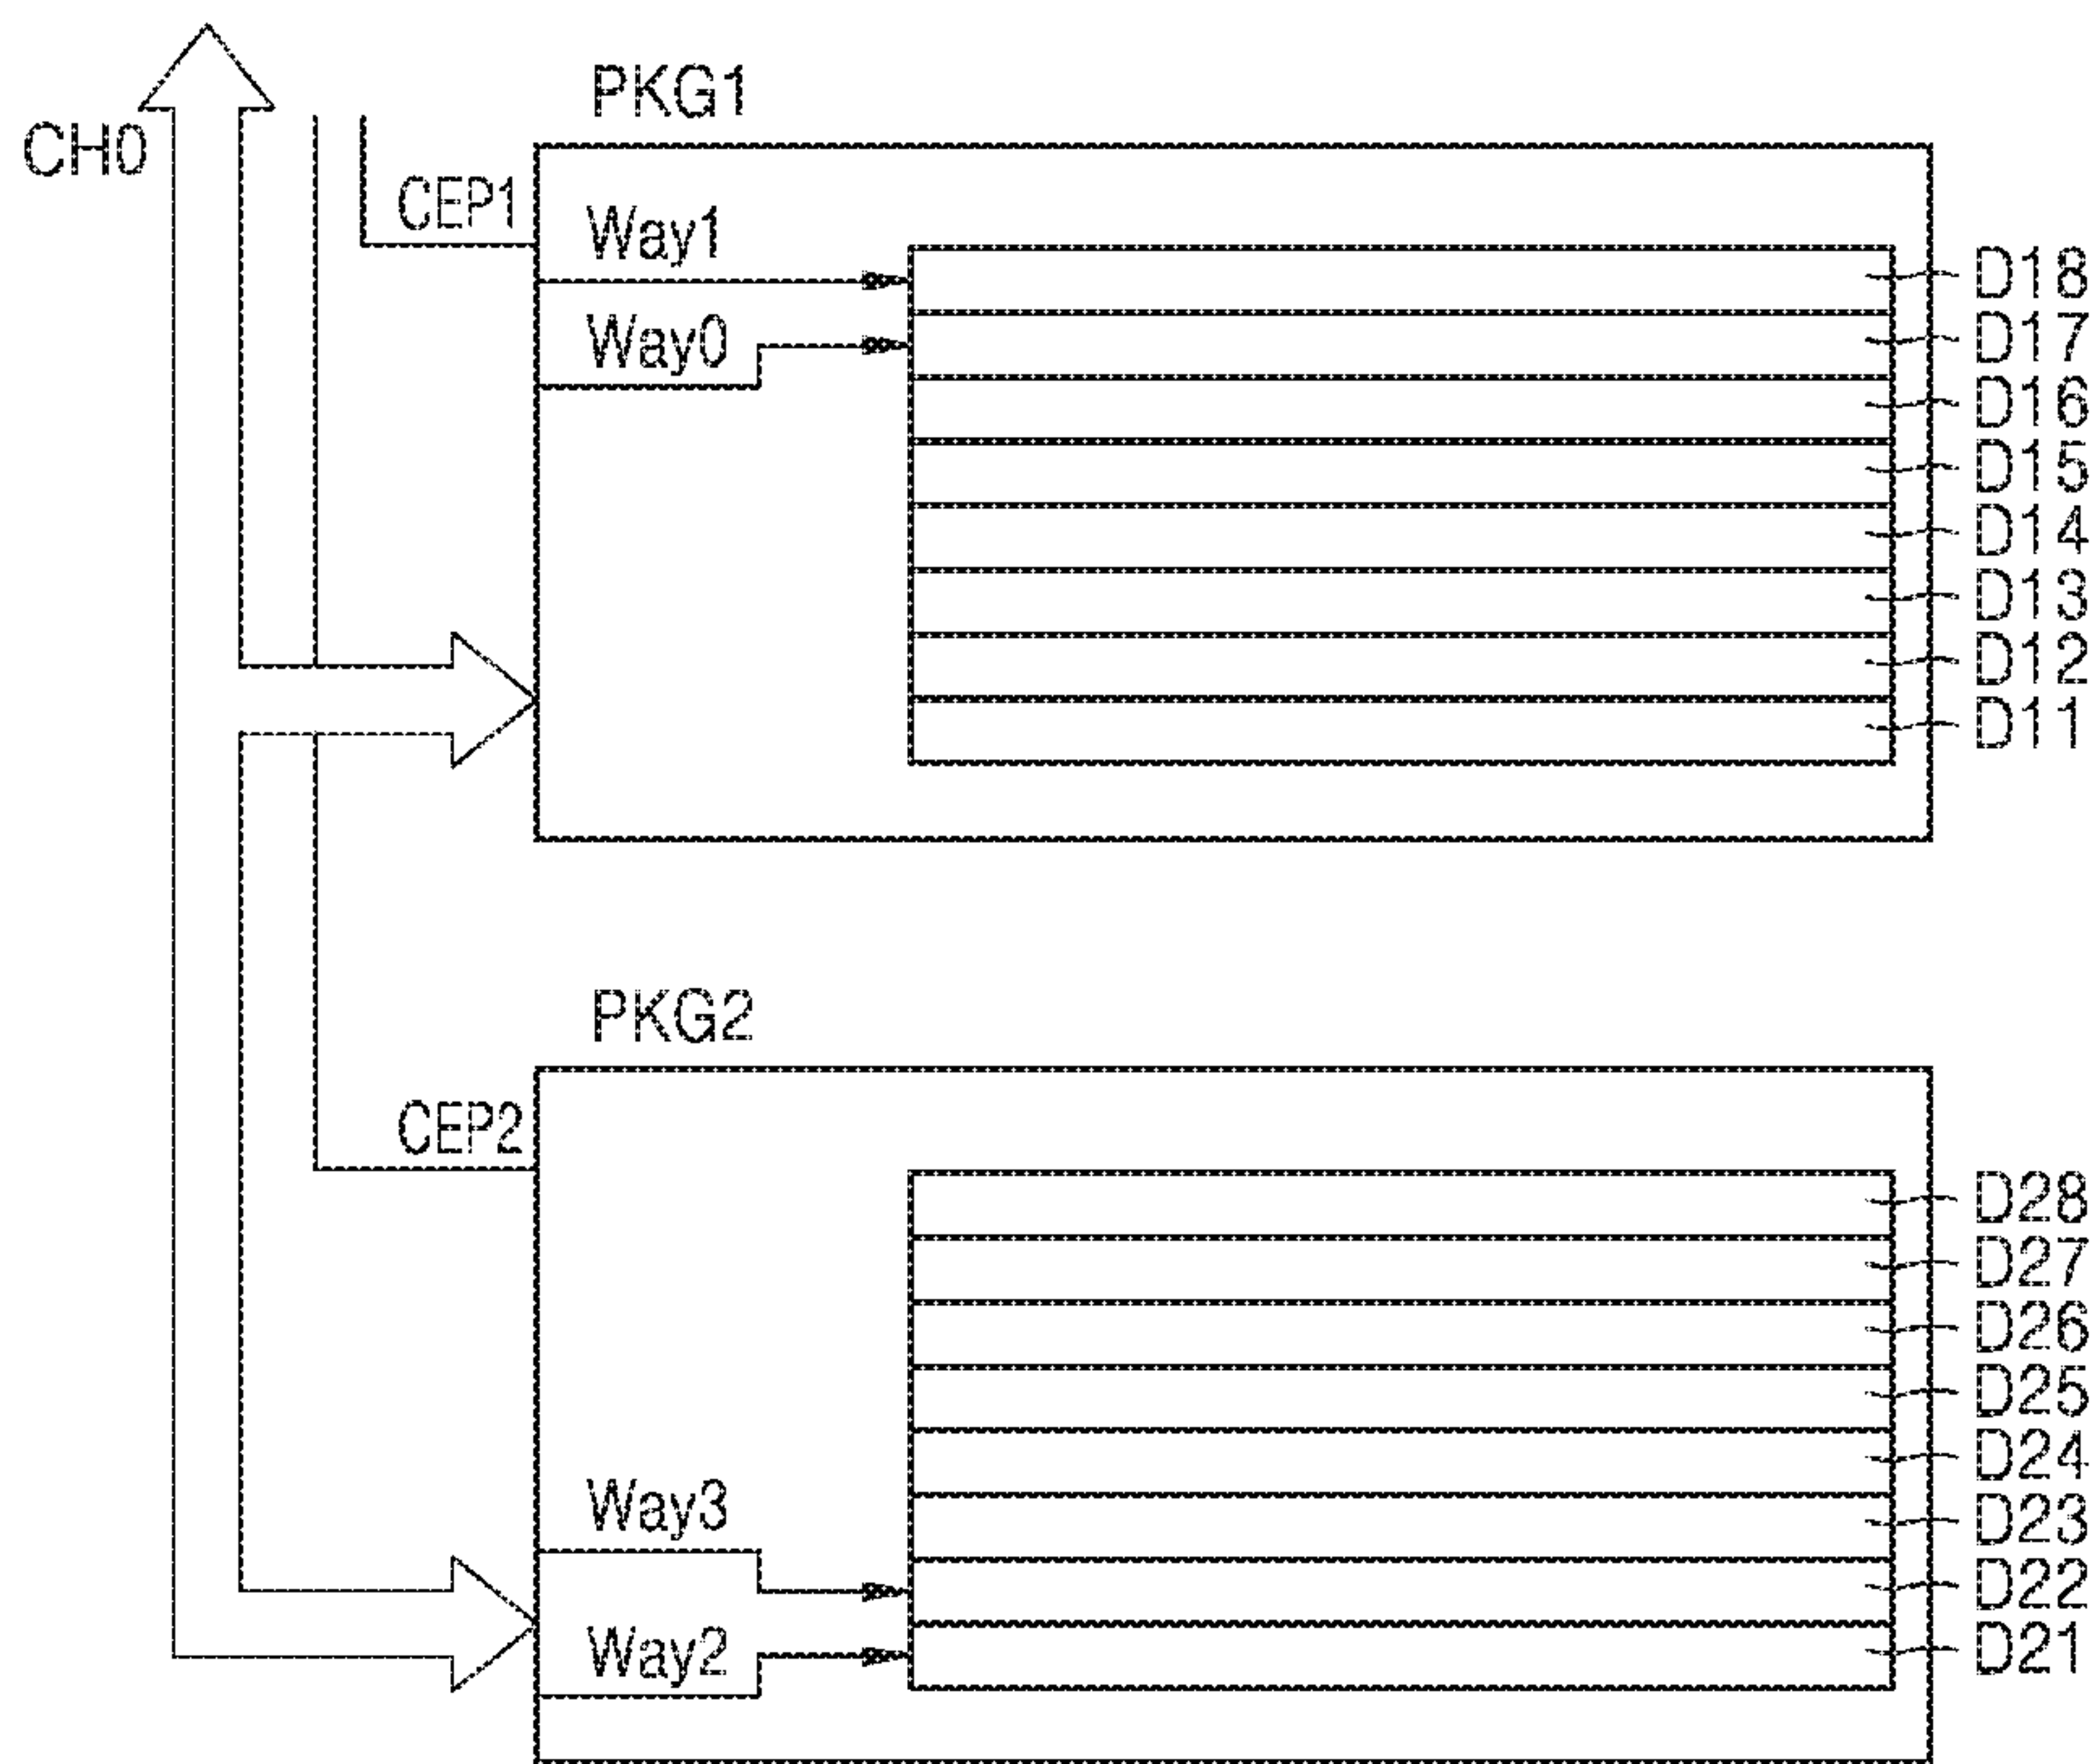 CH0
PKG1
CEP1
Way1
Way0
D18
D17
D16
D15
D14
D13
D12
D11
PKG2
CEP2
D28
D27
D26
D25
D24
D23
D22
D21
Way3
Way2